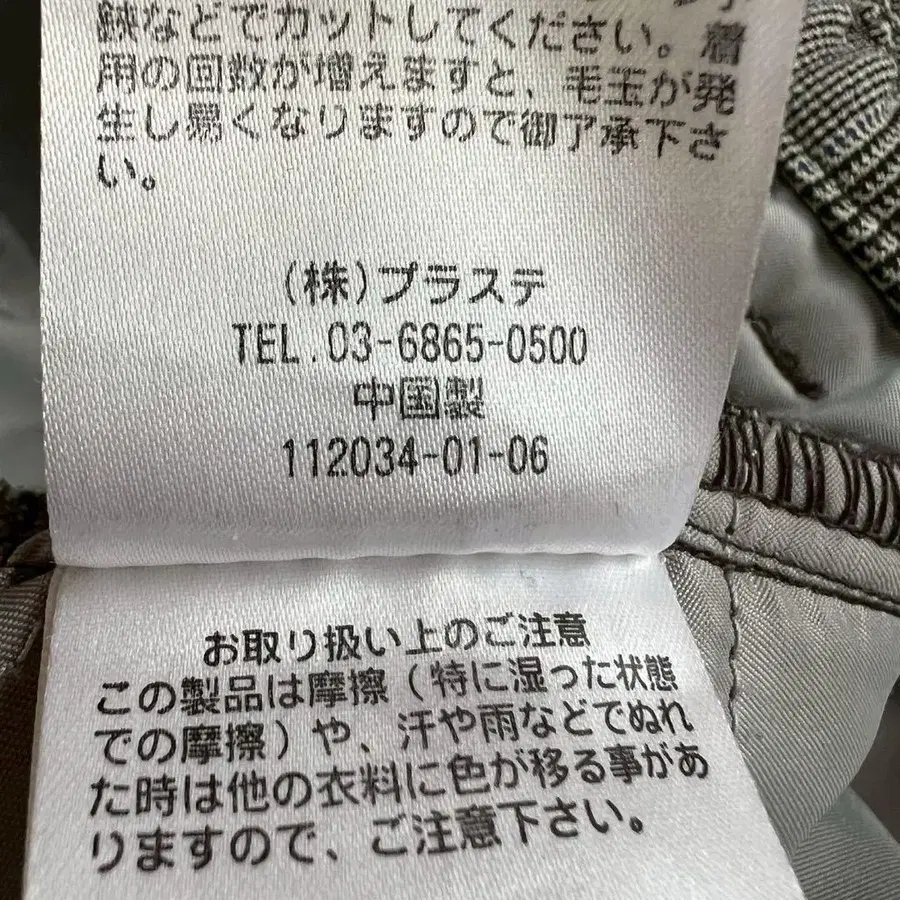 鋏などでカットしてください。着
用の回数が増えますと、毛玉が発
生し易くなりますので御了承下さ
い。
(株)プラステ
TEL.03-6865-0500
中国製
112034-01-06
お取り扱い上のご注意
この製品は摩擦（特に湿った状態
での摩擦）や、汗や雨などでぬれ
た時は他の衣料に色が移る事があ
りますので、ご注意下さい。